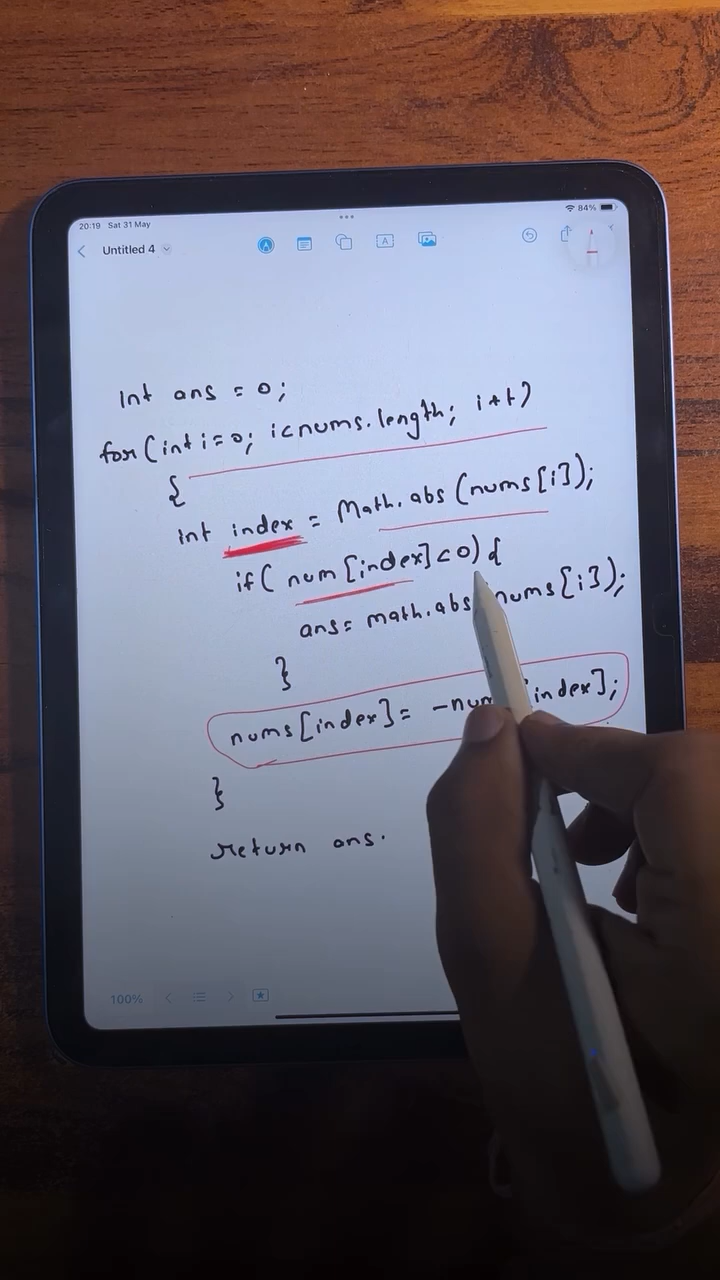 20:19 Sat 31 May
84%
Untitled 4
A
int ans = 0;
for(int i=0; i<nums.length; i++)
{
int index = Math.abs(nums[i]);
if( num[index]<0){
ans= math.abs nums[i]);
}
nums[index]= -num index];
}
return ans.
100%